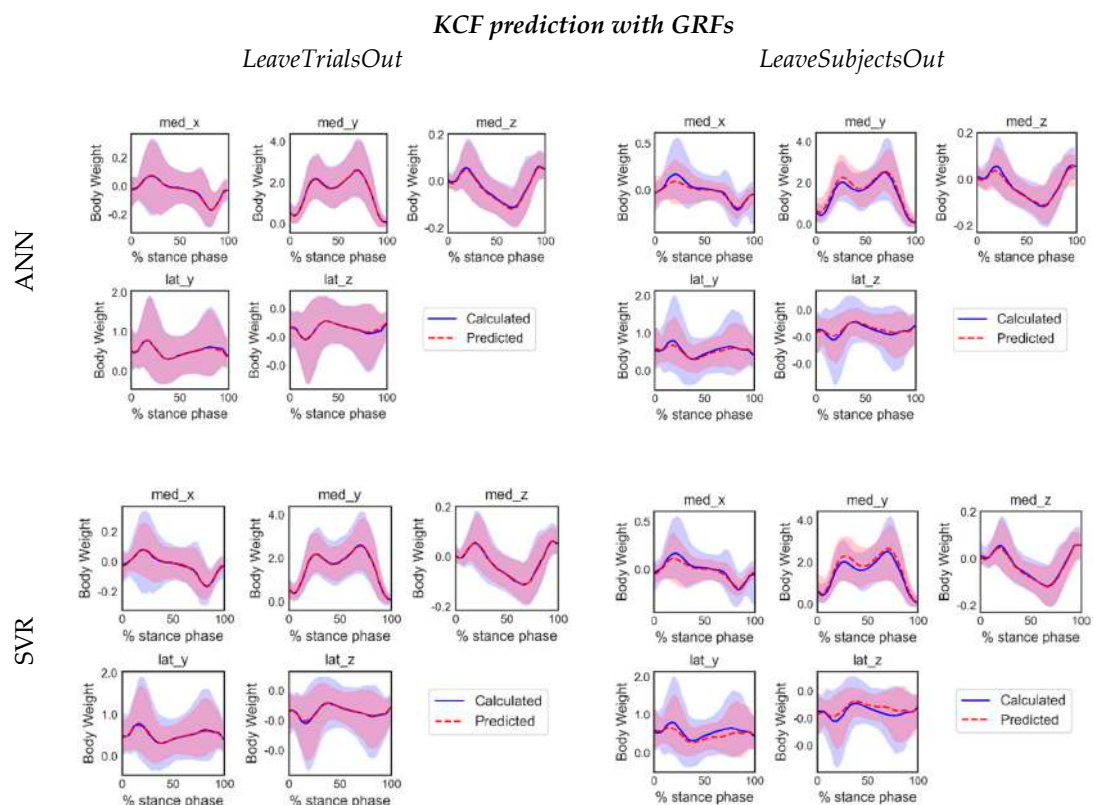 KCF prediction with GRFs
LeaveTrialsOut LeaveSubjectsOut
ANN
med_x med_y med_z
Body Weight
0.2
0.0
-0.2
0 50 100
% stance phase
4.0
2.0
0.0
0 50 100
% stance phase
Body Weight
0.2
0.0
-0.2
0 50 100
% stance phase
lat_y lat_z
Body Weight
2.0
1.0
0.0
0 50 100
% stance phase
Body Weight
0.0
-0.0
-0.0
0 50 100
% stance phase
Calculated
Predicted
med_x med_y med_z
Body Weight
0.5
0.0
0 50 100
% stance phase
4.0
2.0
0.0
0 50 100
% stance phase
Body Weight
0.2
0.0
-0.2
0 50 100
% stance phase
lat_y lat_z
Body Weight
2.0
1.0
0.0
0 50 100
% stance phase
Body Weight
0.0
-0.0
-0.0
0 50 100
% stance phase
Calculated
Predicted
SVR
med_x med_y med_z
Body Weight
0.2
0.0
-0.2
0 50 100
% stance phase
4.0
2.0
0.0
0 50 100
% stance phase
Body Weight
0.2
0.0
-0.2
0 50 100
% stance phase
lat_y lat_z
Body Weight
2.0
1.0
0.0
0 50 100
% stance phase
Body Weight
0.0
-0.0
-0.0
0 50 100
% stance phase
Calculated
Predicted
med_x med_y med_z
Body Weight
0.5
0.0
0 50 100
% stance phase
4.0
2.0
0.0
0 50 100
% stance phase
Body Weight
0.2
0.0
-0.2
0 50 100
% stance phase
lat_y lat_z
Body Weight
2.0
1.0
0.0
0 50 100
% stance phase
Body Weight
0.0
-0.0
-0.0
0 50 100
% stance phase
Calculated
Predicted